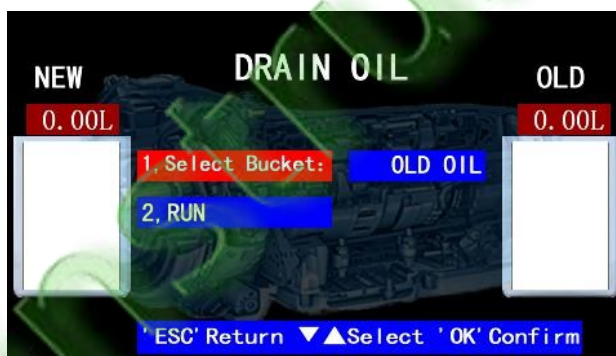 DRAIN OIL
NEW
OLD
0.00L
0.00L
1,Select Bucket: OLD OIL
2,RUN
'ESC'Return ▼▲Select 'OK'Confirm